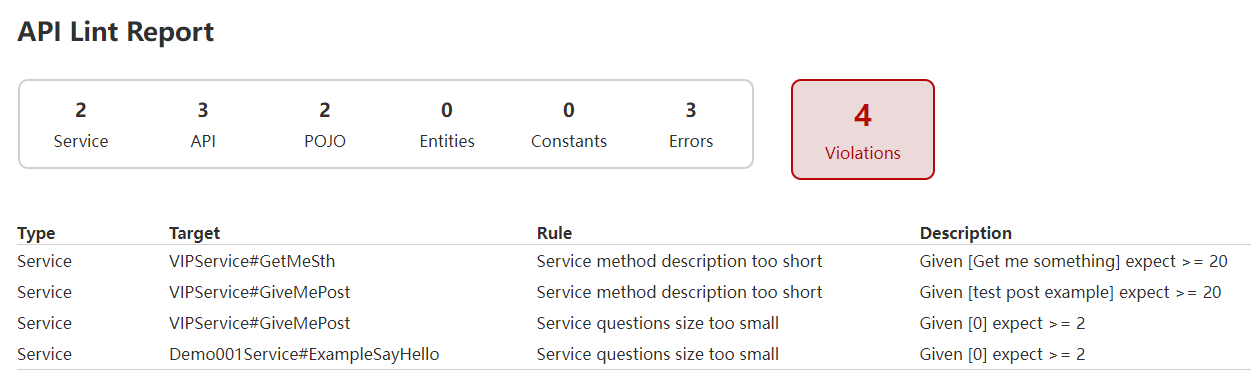 API Lint Report
2 3 2 0 0 3 4
Service API POJO Entities Constants Errors Violations
Type Target Rule Description
Service VIPService#GetMeSth Service method description too short Given [Get me something] expect >= 20
Service VIPService#GiveMePost Service method description too short Given [test post example] expect >= 20
Service VIPService#GiveMePost Service questions size too small Given [0] expect >= 2
Service Demo001Service#ExampleSayHello Service questions size too small Given [0] expect >= 2